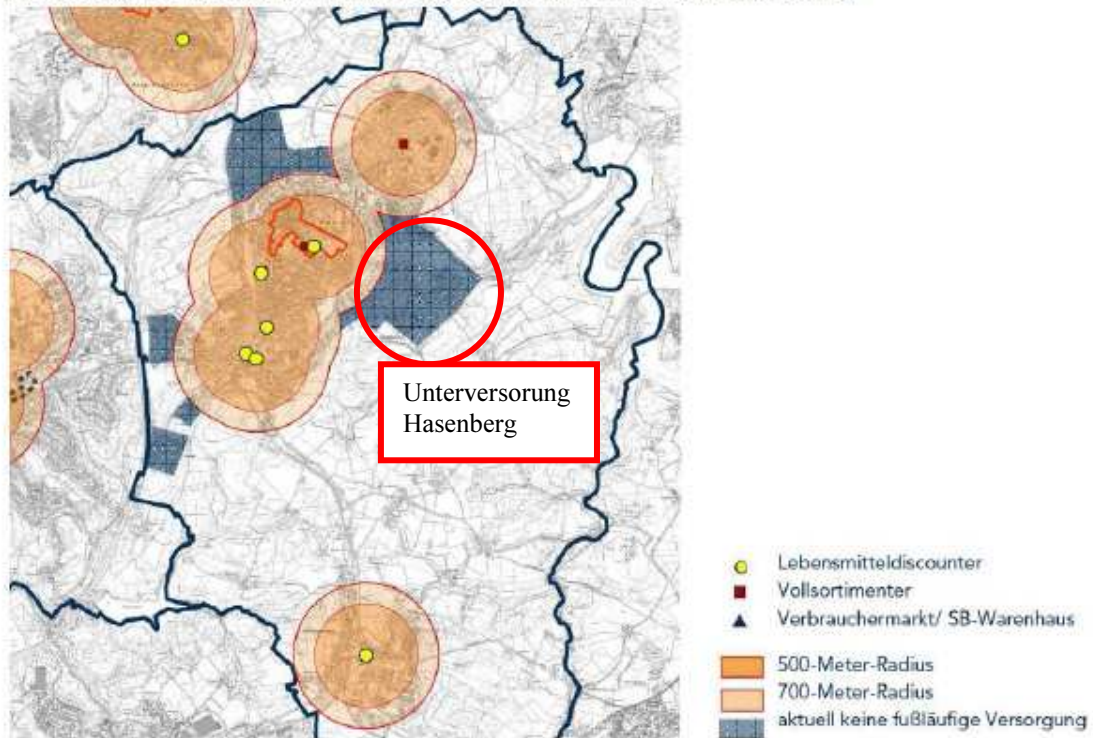 Unterversorung
Hasenberg
Lebensmitteldiscounter
Vollsortimenter
Verbrauchermarkt/ SB-Warenhaus
500-Meter-Radius
700-Meter-Radius
aktuell keine fußläufige Versorgung